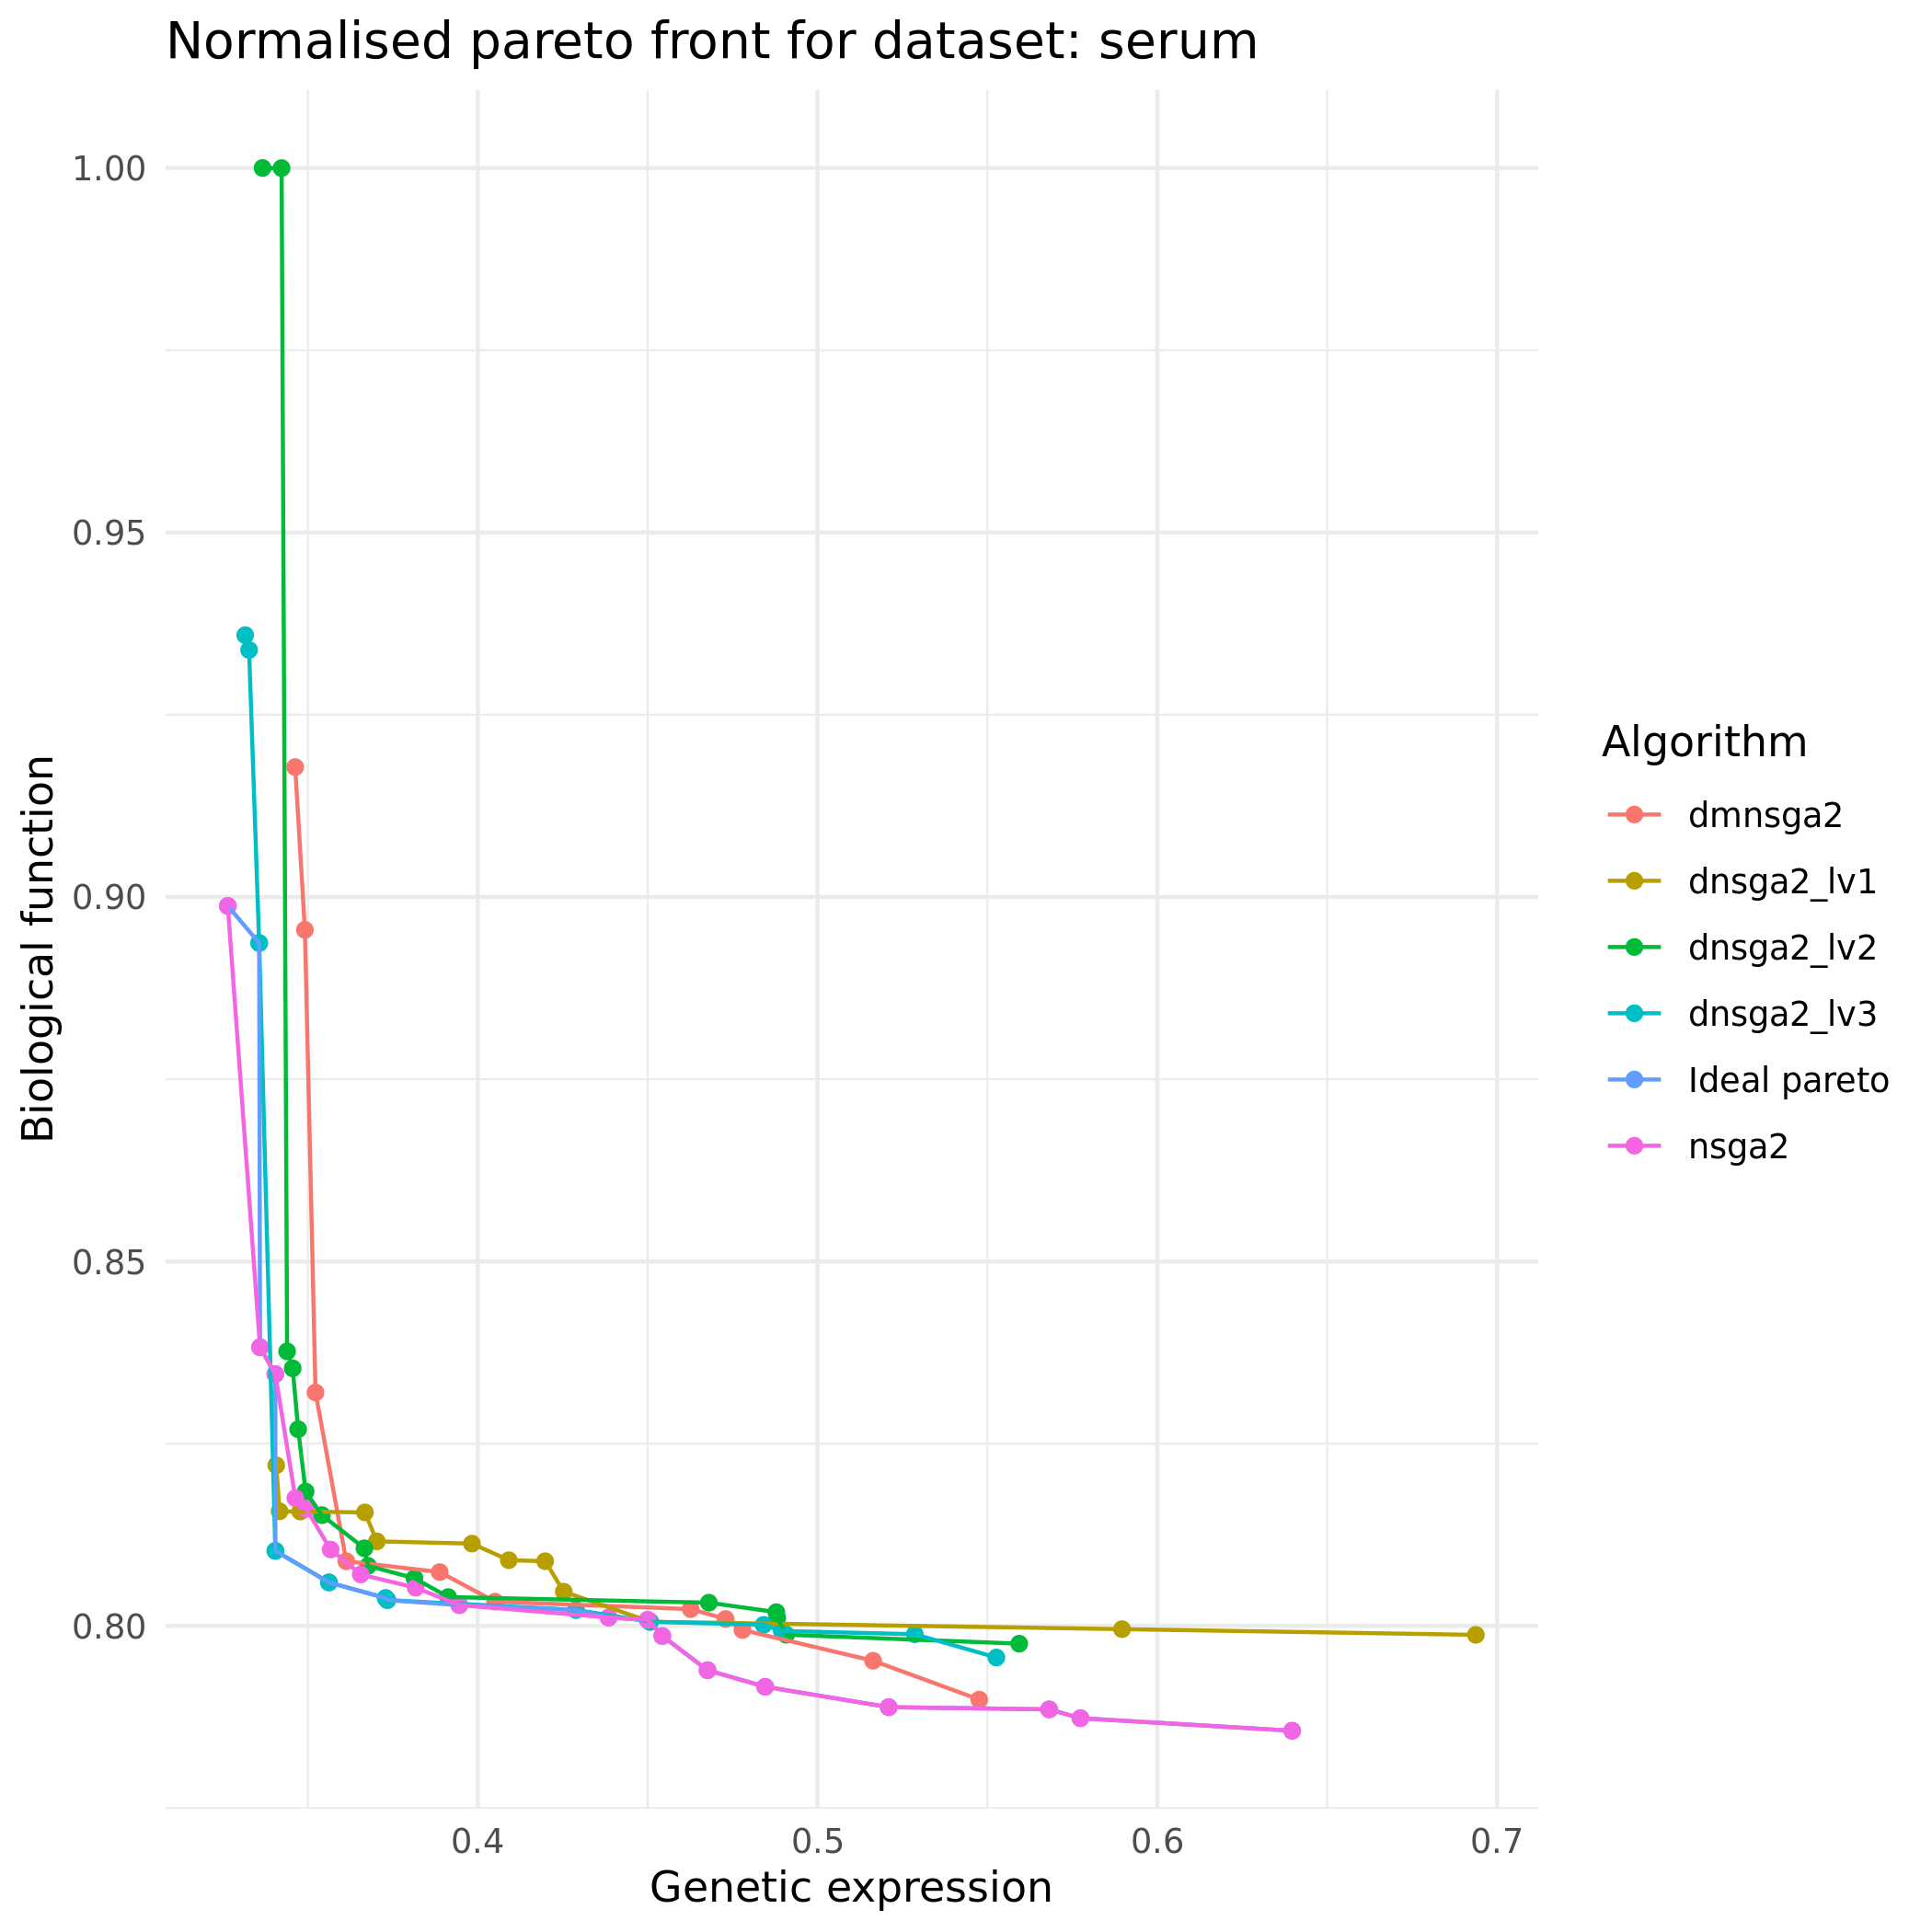 Normalised pareto front for dataset: serum
1.00
0.95
0.90
0.85
0.80
Biological function
0.4 0.5 0.6 0.7
Genetic expression
Algorithm
dmnsga2
dnsga2_lv1
dnsga2_lv2
dnsga2_lv3
Ideal pareto
nsga2